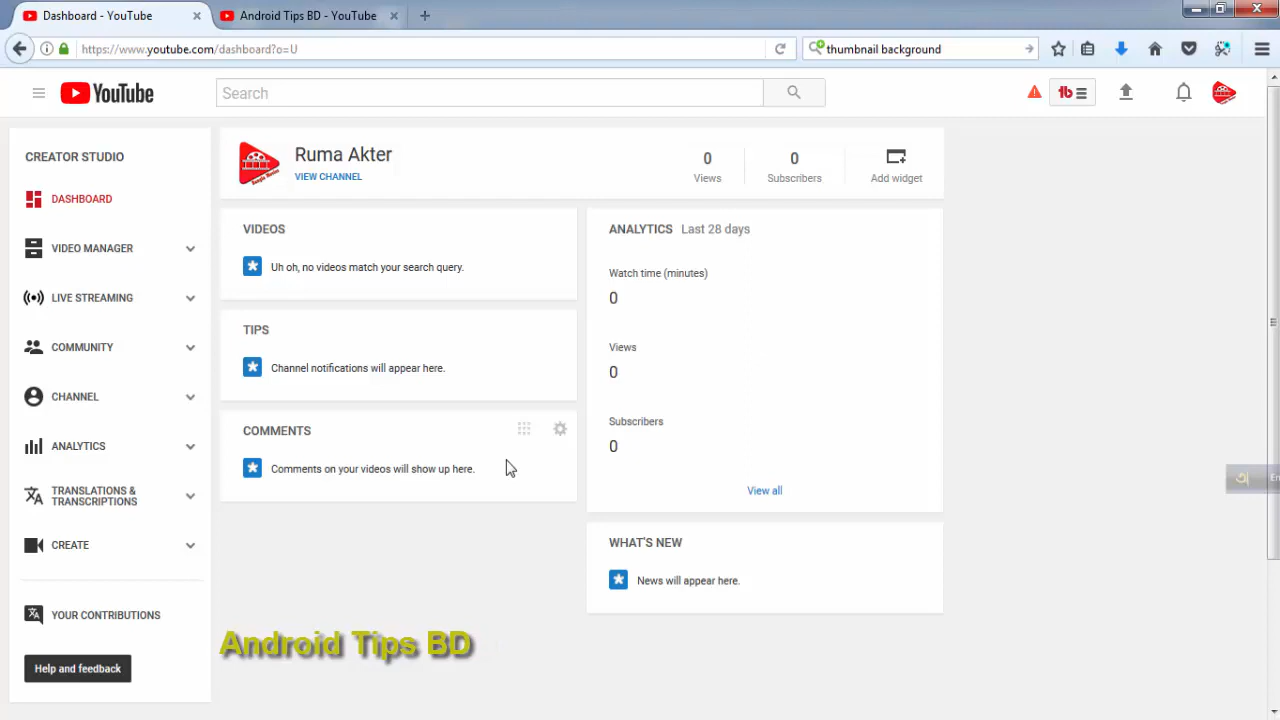 Dashboard - YouTube
Android Tips BD - YouTube
https://www.youtube.com/dashboard?o=U
thumbnail background
YouTube
Search
CREATOR STUDIO
DASHBOARD
VIDEO MANAGER
LIVE STREAMING
COMMUNITY
CHANNEL
ANALYTICS
TRANSLATIONS &
TRANSCRIPTIONS
CREATE
YOUR CONTRIBUTIONS
Help and feedback
Ruma Akter
VIEW CHANNEL
0
Views
0
Subscribers
Add widget
VIDEOS
Uh oh, no videos match your search query.
TIPS
Channel notifications will appear here.
COMMENTS
Comments on your videos will show up here.
ANALYTICS Last 28 days
Watch time (minutes)
0
Views
0
Subscribers
0
View all
WHAT'S NEW
News will appear here.
অ En
Android Tips BD